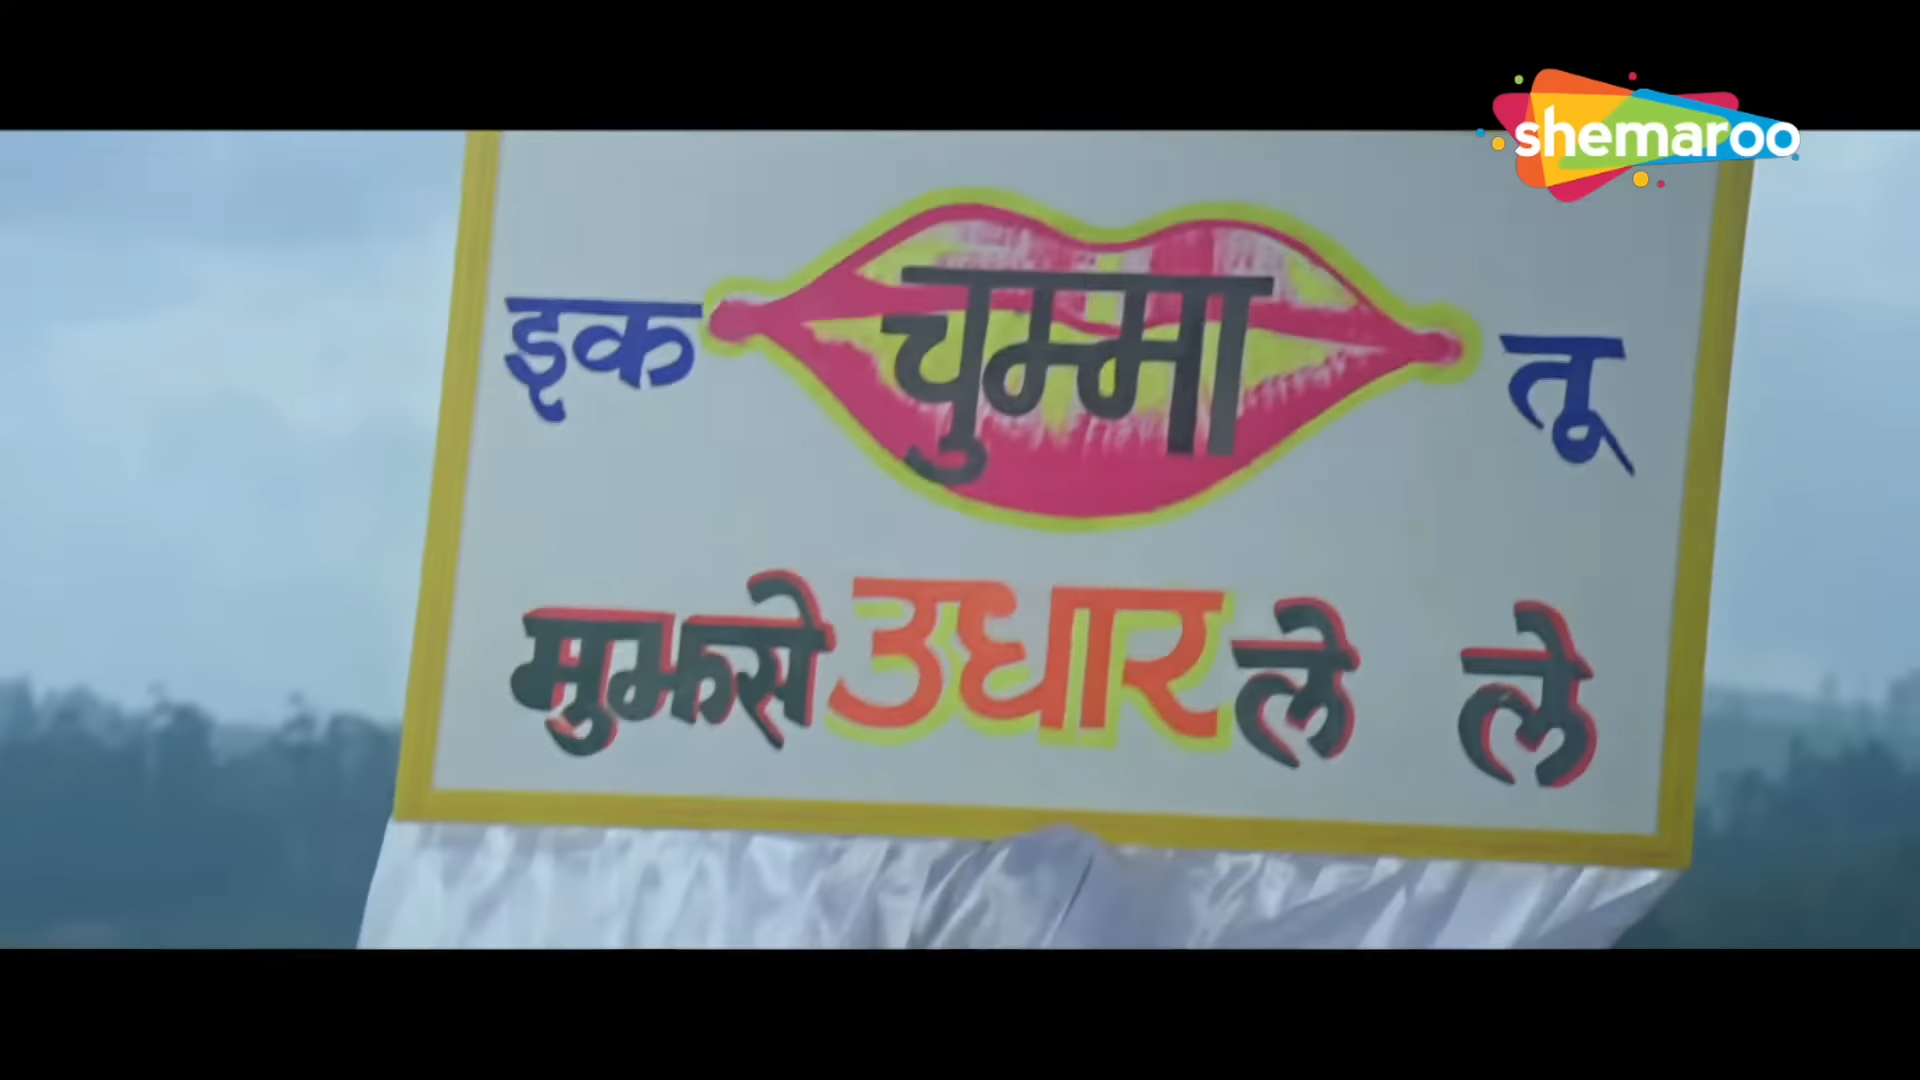 shemaroo
इक चुम्मा तू
मुझसे उधार ले ले